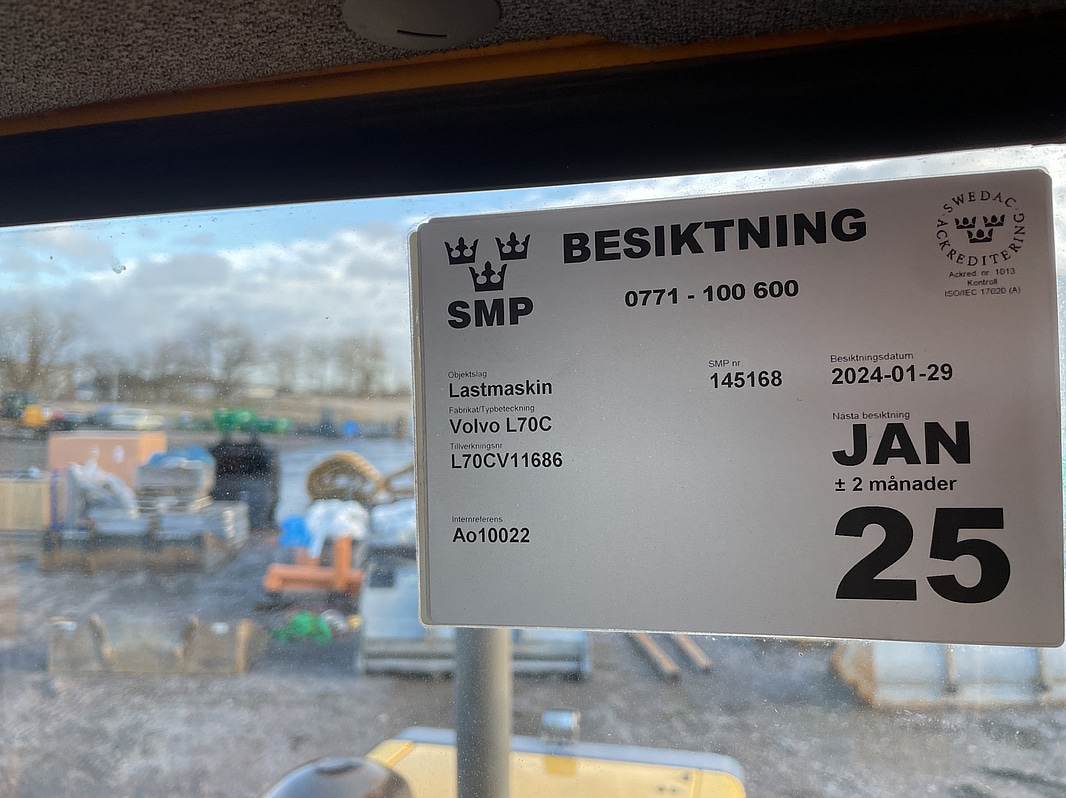 BESIKTNING
0771 - 100 600
SMP
SWEDAC
ACKREDITERING
Ackred. nr. 1013
Kontroll
ISO/IEC 17020 (A)
Objektslag
Lastmaskin
Fabrikat/Typbeteckning
Volvo L70C
Tillverkningsnr
L70CV11686
Internreferens
Ao10022
SMP nr
145168
Besiktningsdatum
2024-01-29
Nästa besiktning
JAN
± 2 månader
25